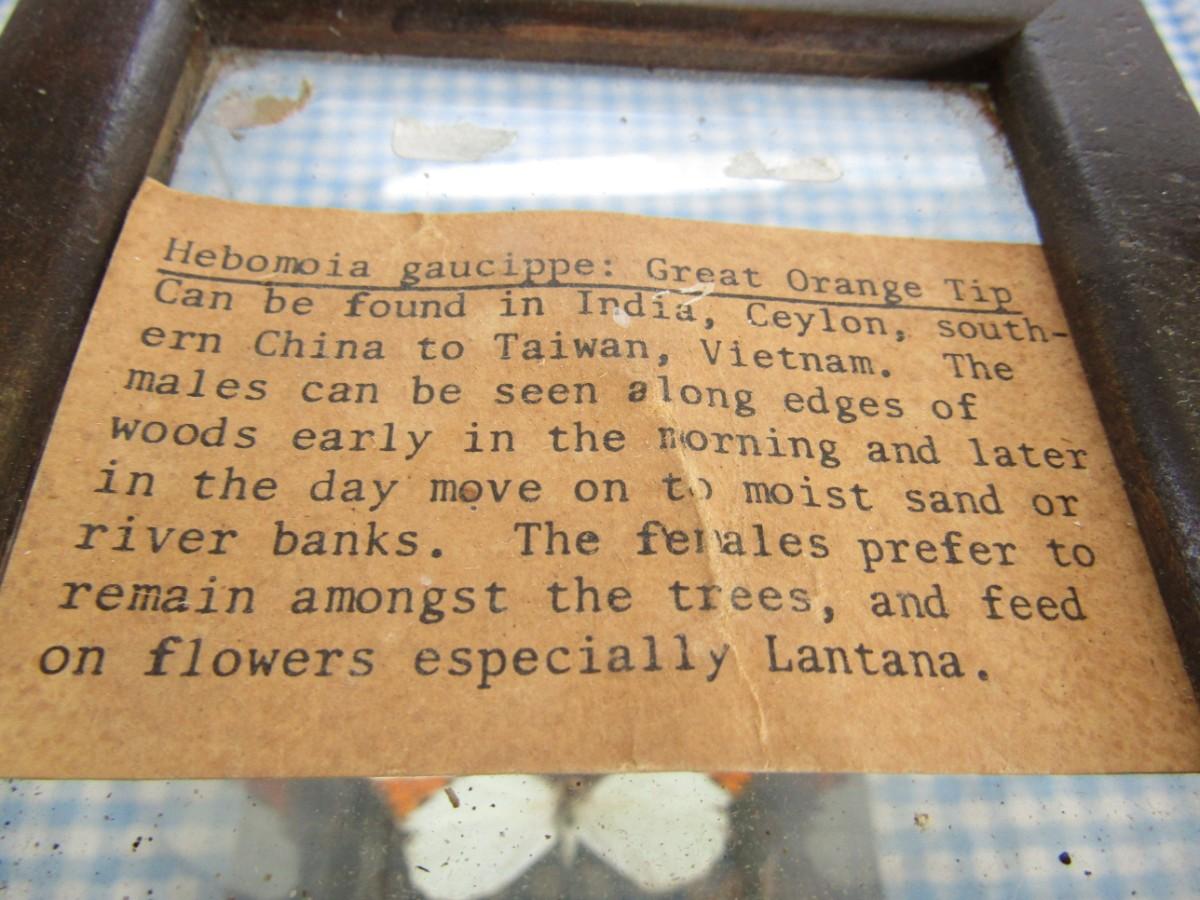 Hebomoia gaucippe: Great Orange Tip
Can be found in India, Ceylon, south-
ern China to Taiwan, Vietnam. The
males can be seen along edges of
woods early in the morning and later
in the day move on to moist sand or
river banks. The females prefer to
remain amongst the trees, and feed
on flowers especially Lantana.